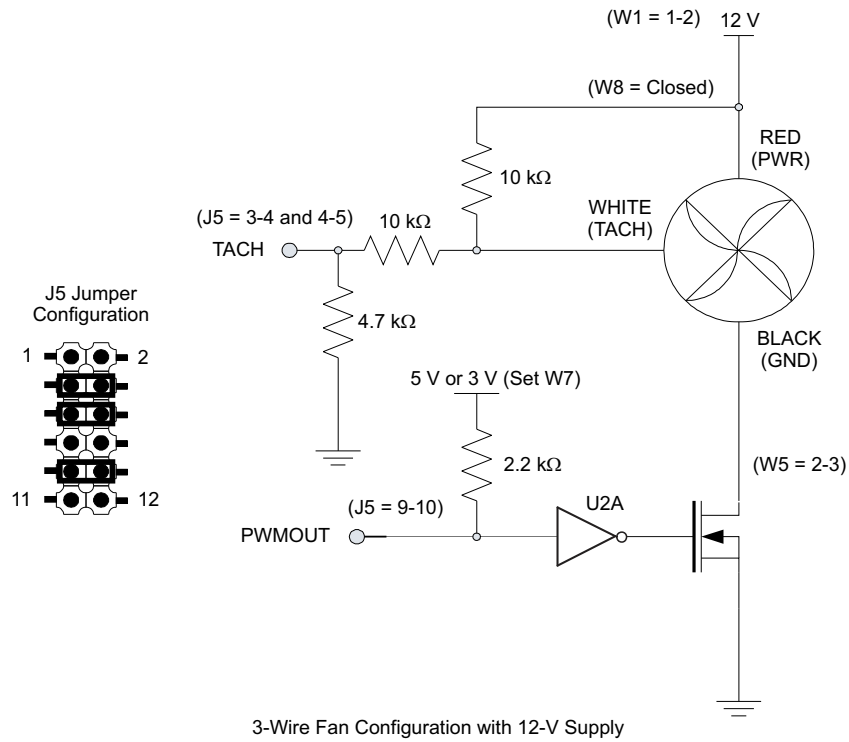 (W1 = 1-2)
12 V
(W8 = Closed)
RED
(PWR)
10 kΩ
WHITE
(TACH)
(J5 = 3-4 and 4-5)
10 kΩ
TACH
J5 Jumper
Configuration
4.7 kΩ
BLACK
(GND)
1
2
5 V or 3 V (Set W7)
2.2 kΩ
(W5 = 2-3)
11
12
(J5 = 9-10)
U2A
PWMOUT
3-Wire Fan Configuration with 12-V Supply